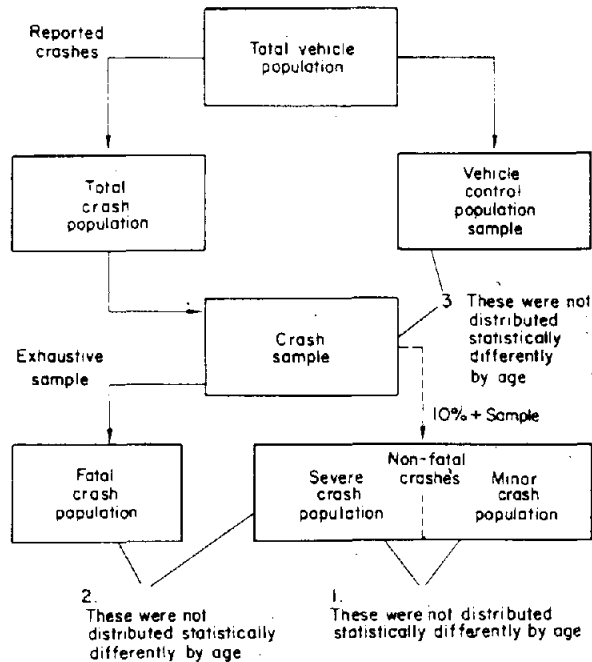 Reported
crashes
Total vehicle
population
Total
crash
population
Vehicle
control
population
sample
Crash
sample
3 These were not
distributed
statistically
differently
by age
Exhaustive
sample
10% + Sample
Fatal
crash
population
Non-fatal
crashes
Severe
crash
population
Minor
crash
population
2.
These were not
distributed statistically
differently by age
1.
These were not distributed
statistically differently by age